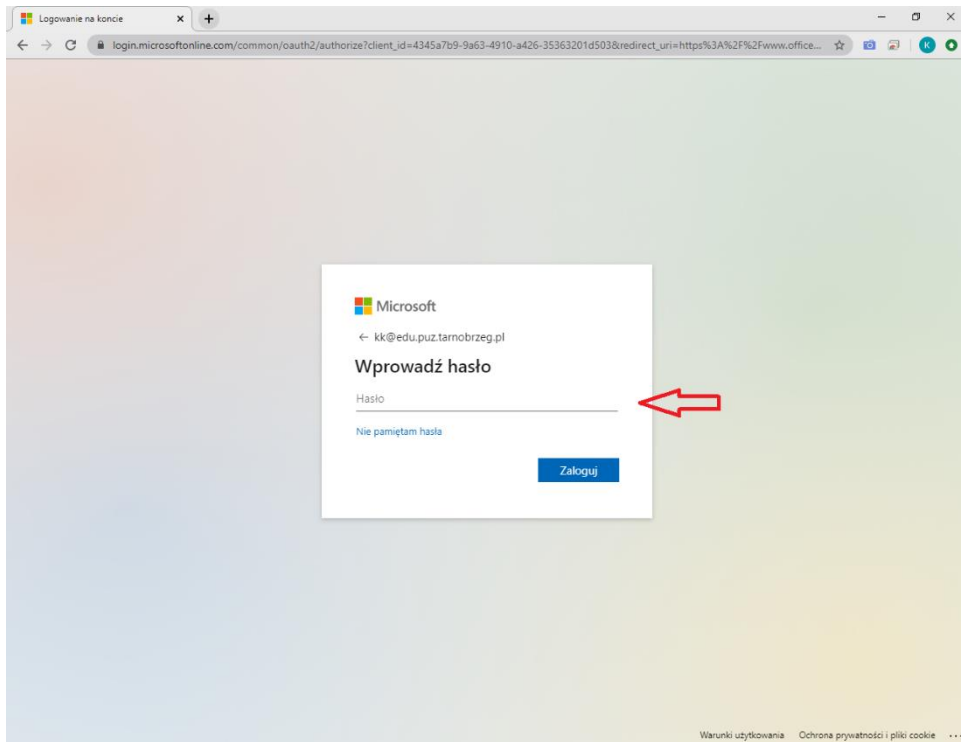 Logowanie na koncie
login.microsoftonline.com/common/oauth2/authorize?client_id=4345a7b9-9a63-4910-a426-35363201d503&redirect_uri=https%3A%2F%2Fwww.office...
K
Microsoft
← kk@edu.puz.tarnobrzeg.pl
Wprowadź hasło
Hasło
Nie pamiętam hasła
Zaloguj
Warunki użytkowania Ochrona prywatności i pliki cookie ...